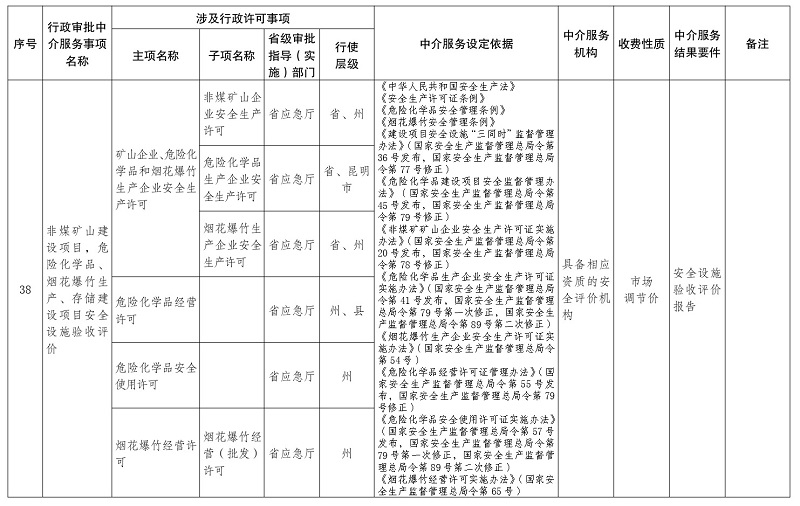 序号
行政审批中
介服务事项
名称
涉及行政许可事项
主项名称
子项名称
省级审批
指导（实
施）部门
行使
层级
中介服务设定依据
中介服务
机构
收费性质
中介服务
结果要件
备注
38
非煤矿山建
设项目，危
险化学品、
烟花爆竹生
产、存储建
设项目安全
设施验收评
价
矿山企业、危险化
学品和烟花爆竹
生产企业安全生
产许可
非煤矿山企
业安全生产
许可
省应急厅
省、州
危险化学品
生产企业安
全生产许可
省应急厅
省、昆明
市
烟花爆竹生
产企业安全
生产许可
省应急厅
省、州
危险化学品经营
许可
省应急厅
州、县
危险化学品安全
使用许可
省应急厅
州
烟花爆竹经营许
可
烟花爆竹经
营（批发）
许可
省应急厅
州
《中华人民共和国安全生产法》
《安全生产许可证条例》
《危险化学品安全管理条例》
《烟花爆竹安全管理条例》
《建设项目安全设施“三同时”监督管理
办法》（国家安全生产监督管理总局令第
36号发布，国家安全生产监督管理总局
令第77号修正）
《危险化学品建设项目安全监督管理办
法》（国家安全生产监督管理总局令第
45号发布，国家安全生产监督管理总局
令第79号修正）
《非煤矿矿山企业安全生产许可证实施
办法》（国家安全生产监督管理总局令第
20号发布，国家安全生产监督管理总局
令第78号修正）
《危险化学品生产企业安全生产许可证
实施办法》（国家安全生产监督管理总局
令第41号发布，国家安全生产监督管理
总局令第79号第一次修正，国家安全生
产监督管理总局令第89号第二次修正）
《烟花爆竹生产企业安全生产许可证实
施办法》（国家安全生产监督管理总局令
第54号）
《危险化学品经营许可证管理办法》（国
家安全生产监督管理总局令第55号发
布，国家安全生产监督管理总局令第79
号修正）
《危险化学品安全使用许可证实施办法》
（国家安全生产监督管理总局令第57号
发布，国家安全生产监督管理总局令第
79号第一次修正，国家安全生产监督管
理总局令第89号第二次修正）
《烟花爆竹经营许可实施办法》（国家安
全生产监督管理总局令第65号）
具备相应
资质的安
全评价机
构
市场
调节价
安全设施
验收评价
报告